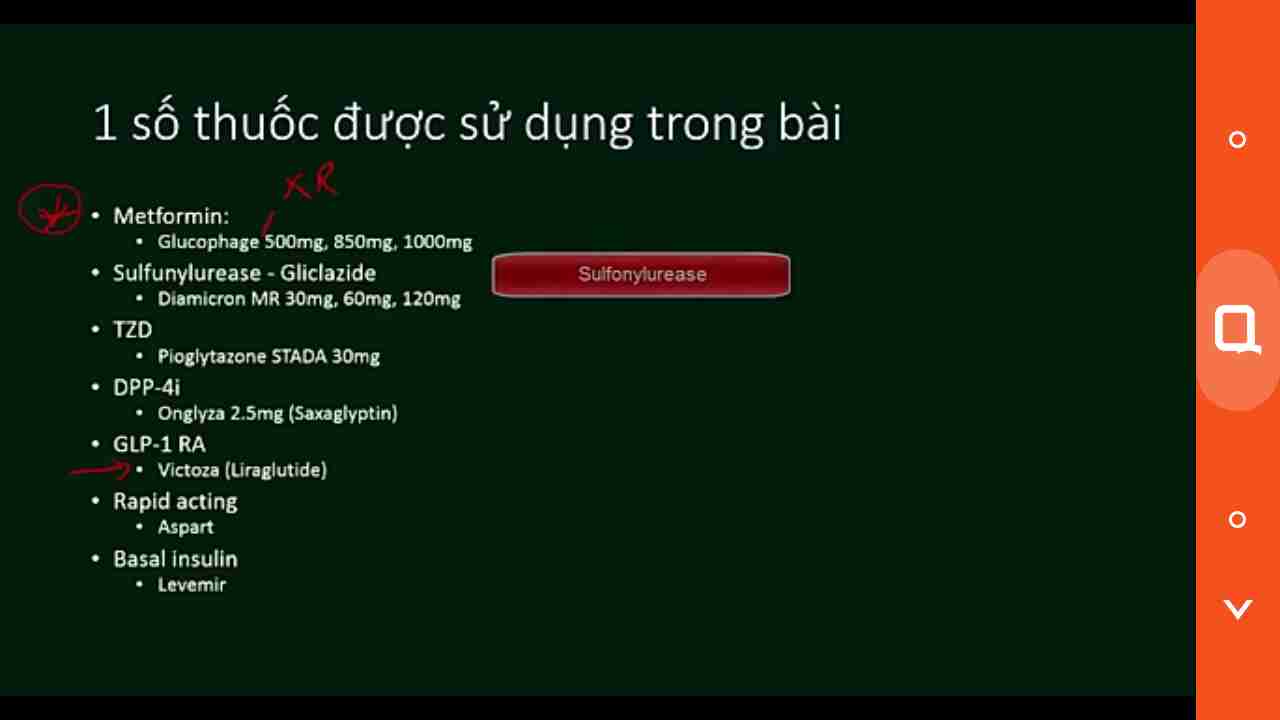 1 số thuốc được sử dụng trong bài
XR
• Metformin:
• Glucophage 500mg, 850mg, 1000mg
• Sulfunylurease - Gliclazide
Sulfonylurease
• Diamicron MR 30mg, 60mg, 120mg
• TZD
• Pioglytazone STADA 30mg
• DPP-4i
• Onglyza 2.5mg (Saxaglyptin)
• GLP-1 RA
• Victoza (Liraglutide)
• Rapid acting
• Aspart
• Basal insulin
• Levemir